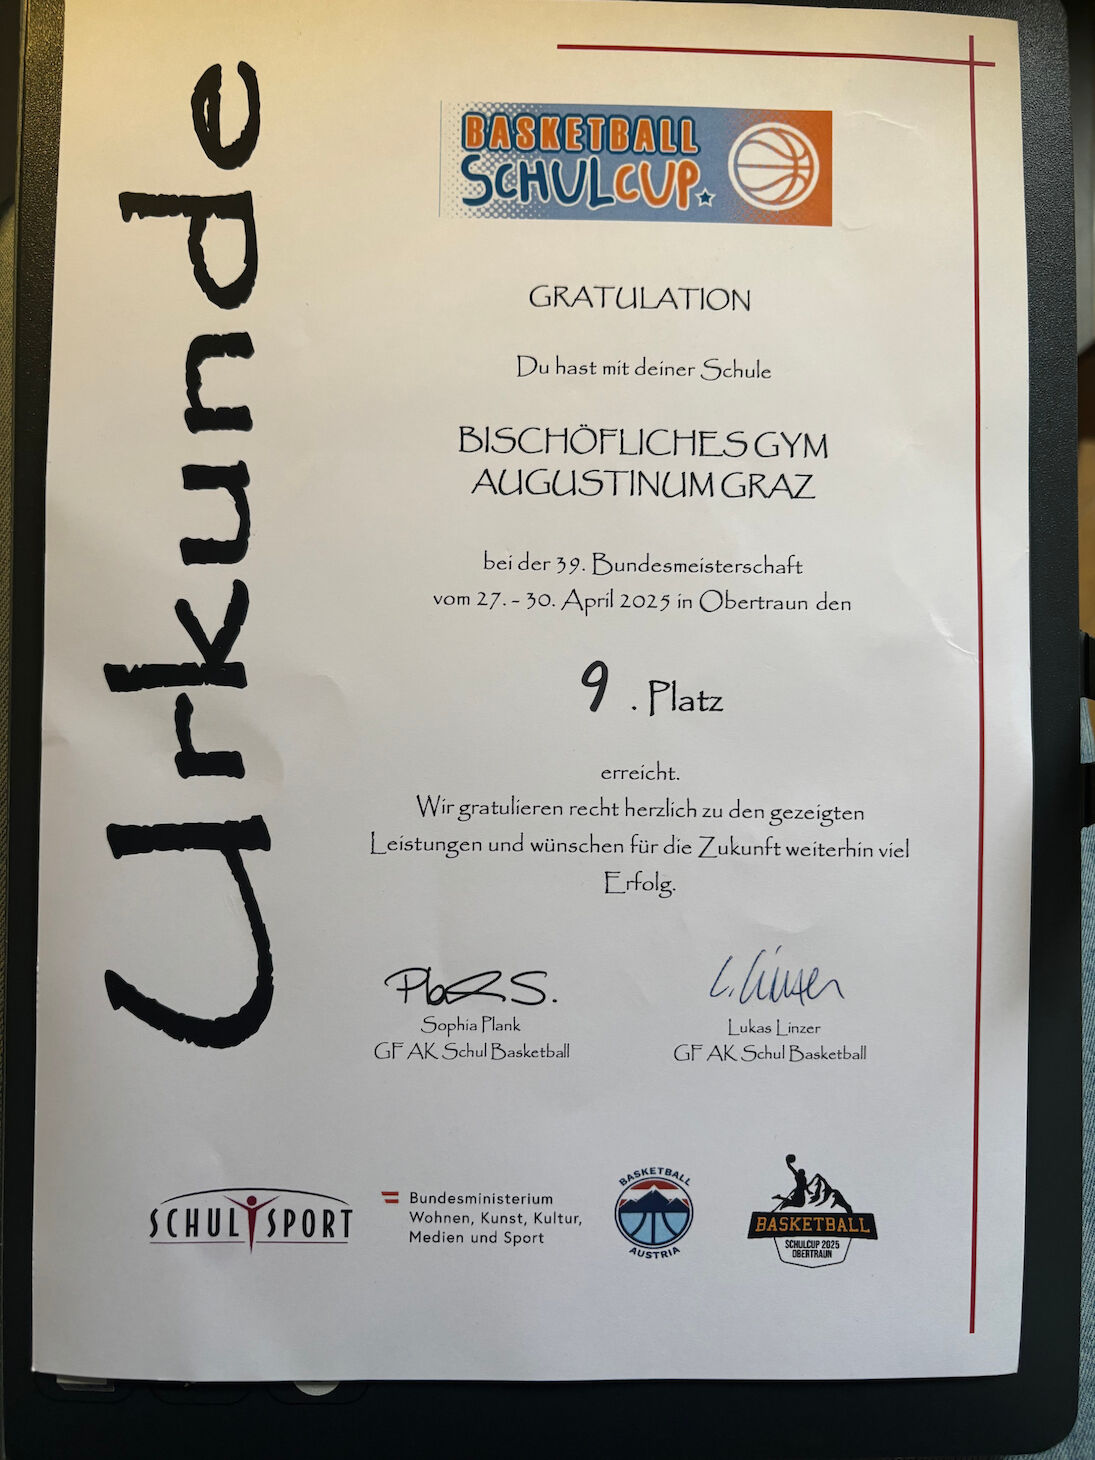 Urkunde
BASKETBALL
SCHULCUP
GRATULATION
Du hast mit deiner Schule
BISCHÖFLICHES GYM
AUGUSTINUM GRAZ
bei der 39. Bundesmeisterschaft
vom 27. - 30. April 2025 in Obertraun den
9. Platz
erreicht.
Wir gratulieren recht herzlich zu den gezeigten
Leistungen und wünschen für die Zukunft weiterhin viel
Erfolg.
L. Linzer
Sophia Plank
Lukas Linzer
GF AK Schul Basketball
GF AK Schul Basketball
SCHULSPORT
Bundesministerium
Wohnen, Kunst, Kultur,
Medien und Sport
BASKETBALL
AUSTRIA
BASKETBALL
SCHULCUP 2025
OBERTRAUN